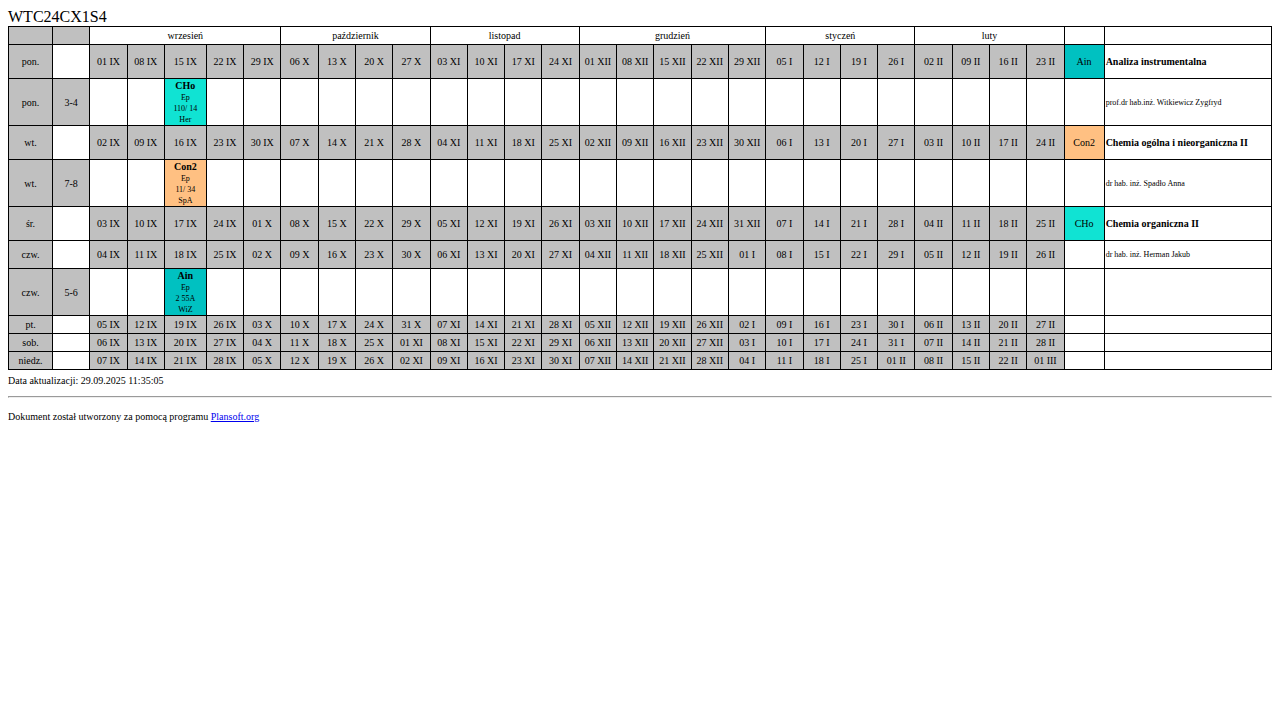 WTC24CX1S4
wrzesień październik listopad grudzień styczeń luty
pon. 01 IX 08 IX 15 IX 22 IX 29 IX 06 X 13 X 20 X 27 X 03 XI 10 XI 17 XI 24 XI 01 XII 08 XII 15 XII 22 XII 29 XII 05 I 12 I 19 I 26 I 02 II 09 II 16 II 23 II Ain Analiza instrumentalna
pon. 3-4 CHo prof.dr hab.inż. Witkiewicz Zygfryd
Ep
110/ 14
Her
wt. 02 IX 09 IX 16 IX 23 IX 30 IX 07 X 14 X 21 X 28 X 04 XI 11 XI 18 XI 25 XI 02 XII 09 XII 16 XII 23 XII 30 XII 06 I 13 I 20 I 27 I 03 II 10 II 17 II 24 II Con2 Chemia ogólna i nieorganiczna II
wt. 7-8 Con2 dr hab. inż. Spadło Anna
Ep
11/ 34
SpA
śr. 03 IX 10 IX 17 IX 24 IX 01 X 08 X 15 X 22 X 29 X 05 XI 12 XI 19 XI 26 XI 03 XII 10 XII 17 XII 24 XII 31 XII 07 I 14 I 21 I 28 I 04 II 11 II 18 II 25 II CHo Chemia organiczna II
czw. 04 IX 11 IX 18 IX 25 IX 02 X 09 X 16 X 23 X 30 X 06 XI 13 XI 20 XI 27 XI 04 XII 11 XII 18 XII 25 XII 01 I 08 I 15 I 22 I 29 I 05 II 12 II 19 II 26 II dr hab. inż. Herman Jakub
czw. 5-6 Ain
Ep
2 55A
WiZ
pt. 05 IX 12 IX 19 IX 26 IX 03 X 10 X 17 X 24 X 31 X 07 XI 14 XI 21 XI 28 XI 05 XII 12 XII 19 XII 26 XII 02 I 09 I 16 I 23 I 30 I 06 II 13 II 20 II 27 II
sob. 06 IX 13 IX 20 IX 27 IX 04 X 11 X 18 X 25 X 01 XI 08 XI 15 XI 22 XI 29 XI 06 XII 13 XII 20 XII 27 XII 03 I 10 I 17 I 24 I 31 I 07 II 14 II 21 II 28 II
niedz. 07 IX 14 IX 21 IX 28 IX 05 X 12 X 19 X 26 X 02 XI 09 XI 16 XI 23 XI 30 XI 07 XII 14 XII 21 XII 28 XII 04 I 11 I 18 I 25 I 01 II 08 II 15 II 22 II 01 III
Data aktualizacji: 29.09.2025 11:35:05
Dokument został utworzony za pomocą programu Plansoft.org